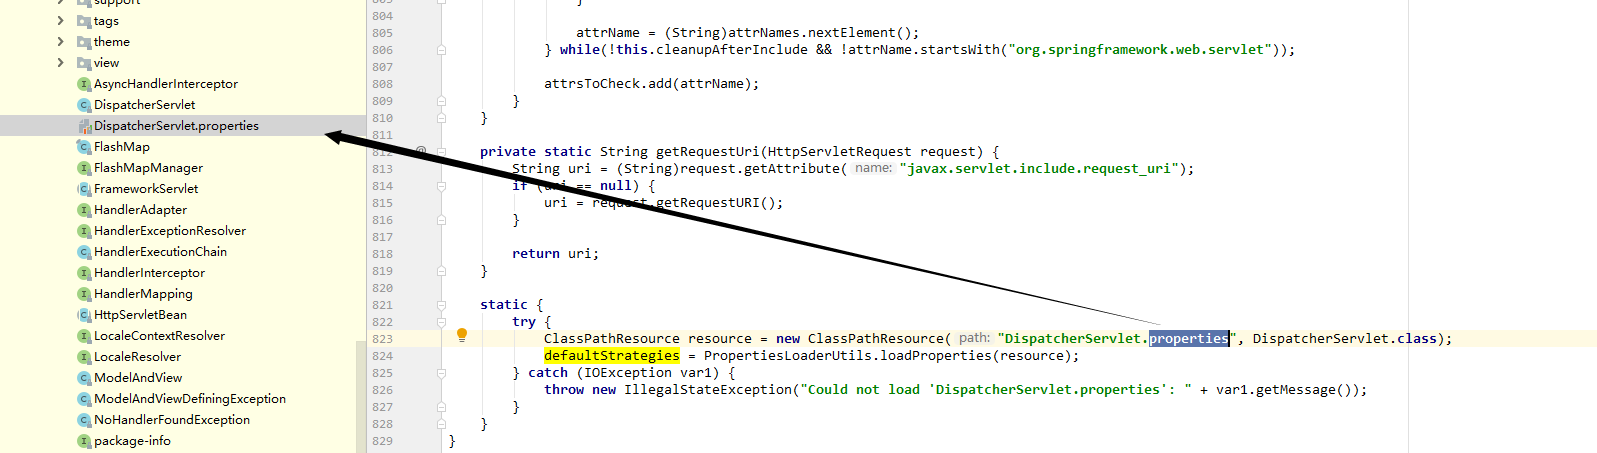 support
tags
theme
view
AsyncHandlerInterceptor
DispatcherServlet
DispatcherServlet.properties
FlashMap
FlashMapManager
FrameworkServlet
HandlerAdapter
HandlerExceptionResolver
HandlerExecutionChain
HandlerInterceptor
HandlerMapping
HttpServletBean
LocaleContextResolver
LocaleResolver
ModelAndView
ModelAndViewDefiningException
NoHandlerFoundException
package-info
803 }
804
805 attrName = (String)attrNames.nextElement();
806 } while(!this.cleanupAfterInclude && !attrName.startsWith("org.springframework.web.servlet"));
807
808 attrsToCheck.add(attrName);
809 }
810 }
811
812 @ private static String getRequestUri(HttpServletRequest request) {
813 String uri = (String)request.getAttribute( name: "javax.servlet.include.request_uri");
814 if (uri == null) {
815 uri = request.getRequestURI();
816 }
817
818 return uri;
819 }
820
821 static {
822 try {
823 ClassPathResource resource = new ClassPathResource( path: "DispatcherServlet.properties", DispatcherServlet.class);
824 defaultStrategies = PropertiesLoaderUtils.loadProperties(resource);
825 } catch (IOException var1) {
826 throw new IllegalStateException("Could not load 'DispatcherServlet.properties': " + var1.getMessage());
827 }
828 }
829 }